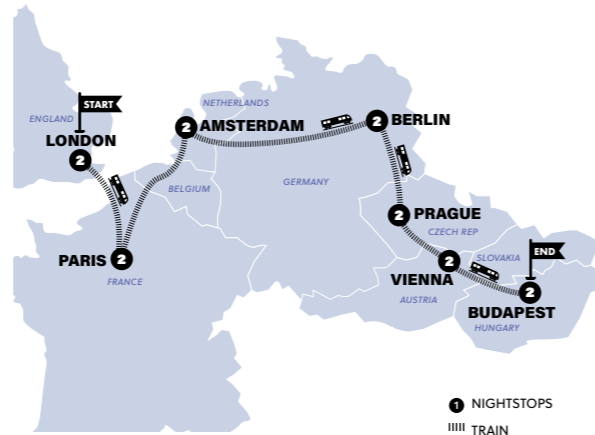 START
ENGLAND
LONDON
2
NETHERLANDS
2 AMSTERDAM
2 BERLIN
BELGIUM
GERMANY
PARIS 2
FRANCE
2 PRAGUE
CZECH REP
SLOVAKIA
END
2
VIENNA
AUSTRIA
2
BUDAPEST
HUNGARY
1 NIGHTSTOPS
TRAIN